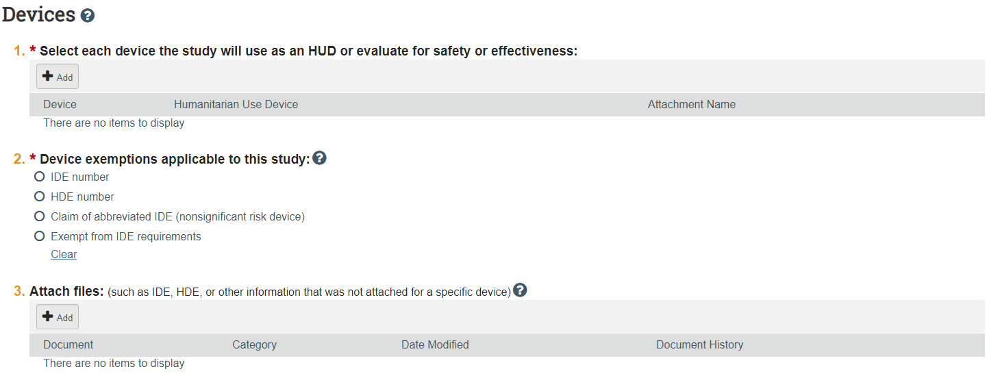 Devices ?
1. * Select each device the study will use as an HUD or evaluate for safety or effectiveness:
+ Add
Device Humanitarian Use Device Attachment Name
There are no items to display
2. * Device exemptions applicable to this study: ?
IDE number
HDE number
Claim of abbreviated IDE (nonsignificant risk device)
Exempt from IDE requirements
Clear
3. Attach files: (such as IDE, HDE, or other information that was not attached for a specific device) ?
+ Add
Document Category Date Modified Document History
There are no items to display